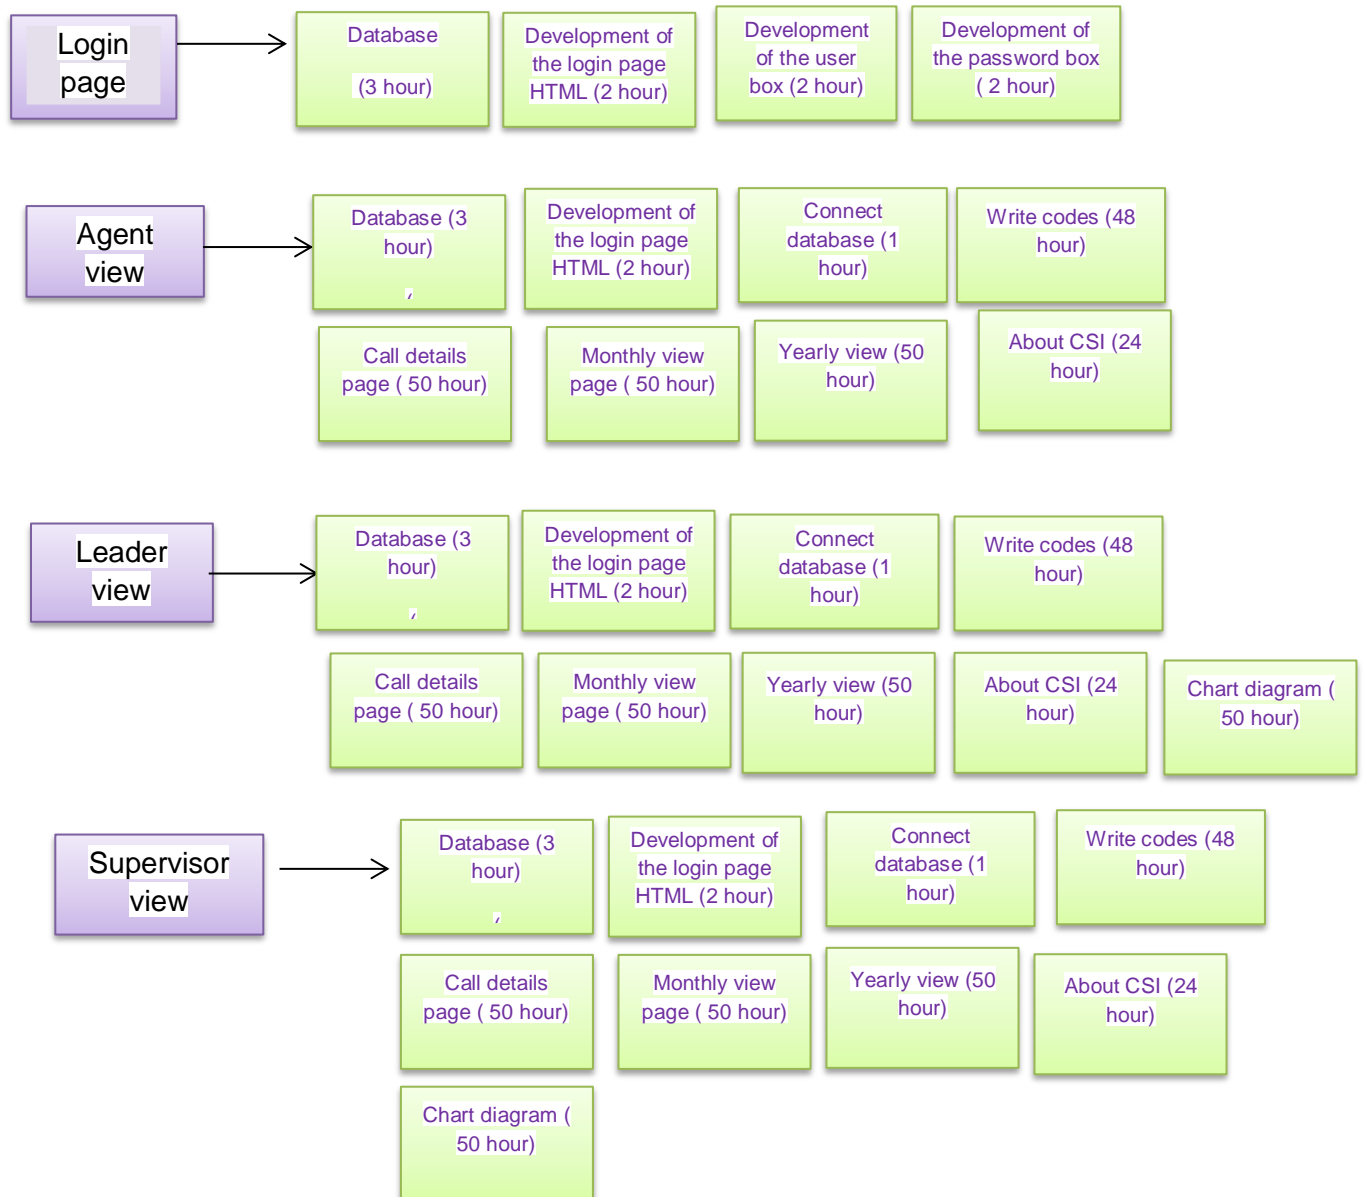 Login
page
Database
(3 hour)
Development of
the login page
HTML (2 hour)
Development
of the user
box (2 hour)
Development of
the password box
( 2 hour)
Agent
view
Database (3
hour)
,
Development of
the login page
HTML (2 hour)
Connect
database (1
hour)
Write codes (48
hour)
Call details
page ( 50 hour)
Monthly view
page ( 50 hour)
Yearly view (50
hour)
About CSI (24
hour)
Leader
view
Database (3
hour)
,
Development of
the login page
HTML (2 hour)
Connect
database (1
hour)
Write codes (48
hour)
Call details
page ( 50 hour)
Monthly view
page ( 50 hour)
Yearly view (50
hour)
About CSI (24
hour)
Chart diagram (
50 hour)
Supervisor
view
Database (3
hour)
,
Development of
the login page
HTML (2 hour)
Connect
database (1
hour)
Write codes (48
hour)
Call details
page ( 50 hour)
Monthly view
page ( 50 hour)
Yearly view (50
hour)
About CSI (24
hour)
Chart diagram (
50 hour)